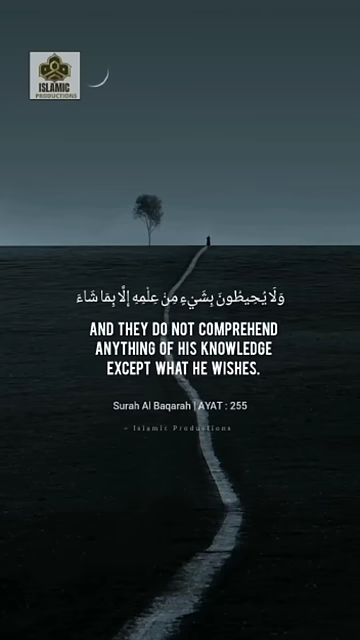 ISLAMIC
PRODUCTIONS
وَلَا يُحِيطُونَ بِشَيْءٍ مِنْ عِلْمِهِ إِلَّا بِمَا شَاءَ
AND THEY DO NOT COMPREHEND
ANYTHING OF HIS KNOWLEDGE
EXCEPT WHAT HE WISHES.
Surah Al Baqarah | AYAT : 255
~ Islamic Productions